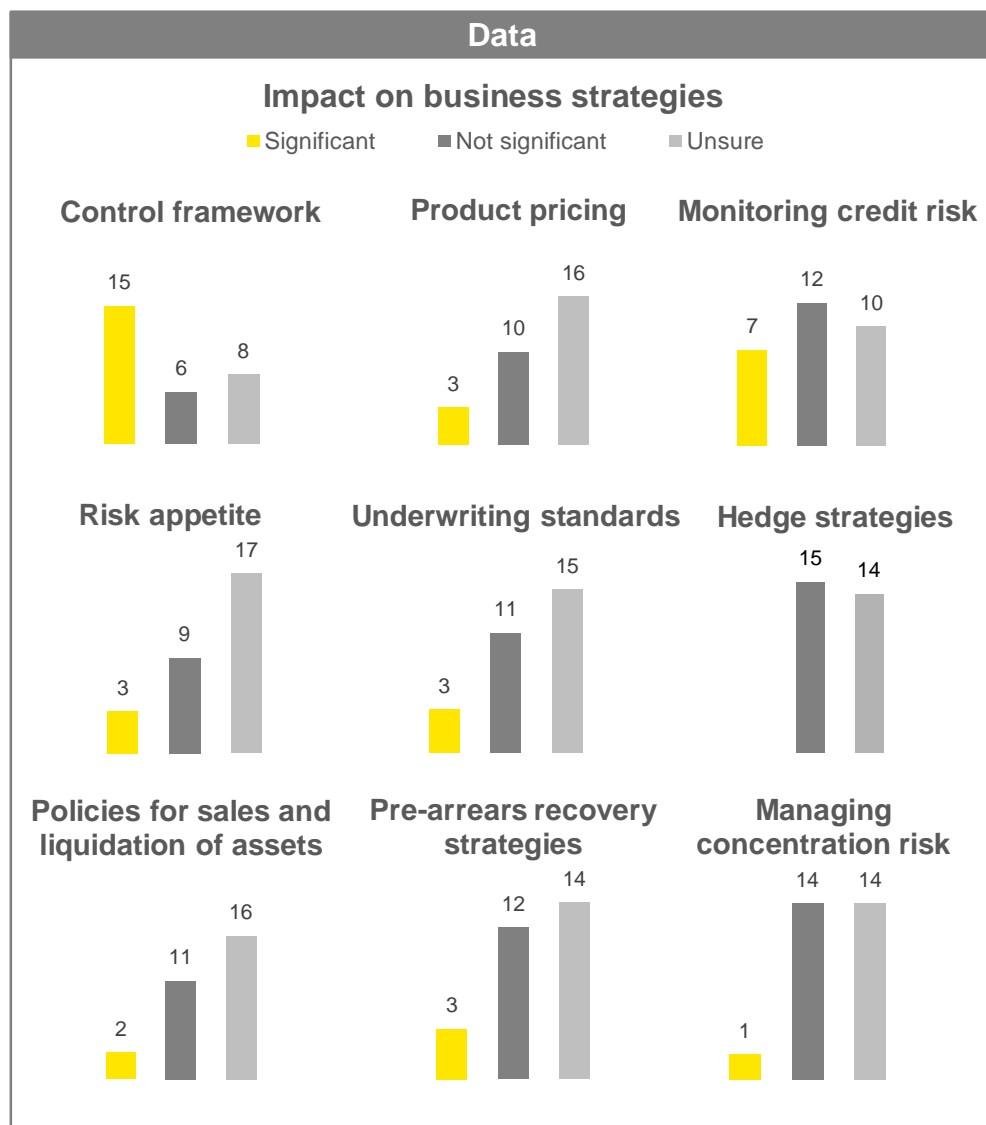 Data
Impact on business strategies
Significant Not significant Unsure
Control framework
15
6
8
Product pricing
3
10
16
Monitoring credit risk
7
12
10
Risk appetite
3
9
17
Underwriting standards
3
11
15
Hedge strategies
15
14
Policies for sales and
liquidation of assets
2
11
16
Pre-arrears recovery
strategies
3
12
14
Managing
concentration risk
1
14
14